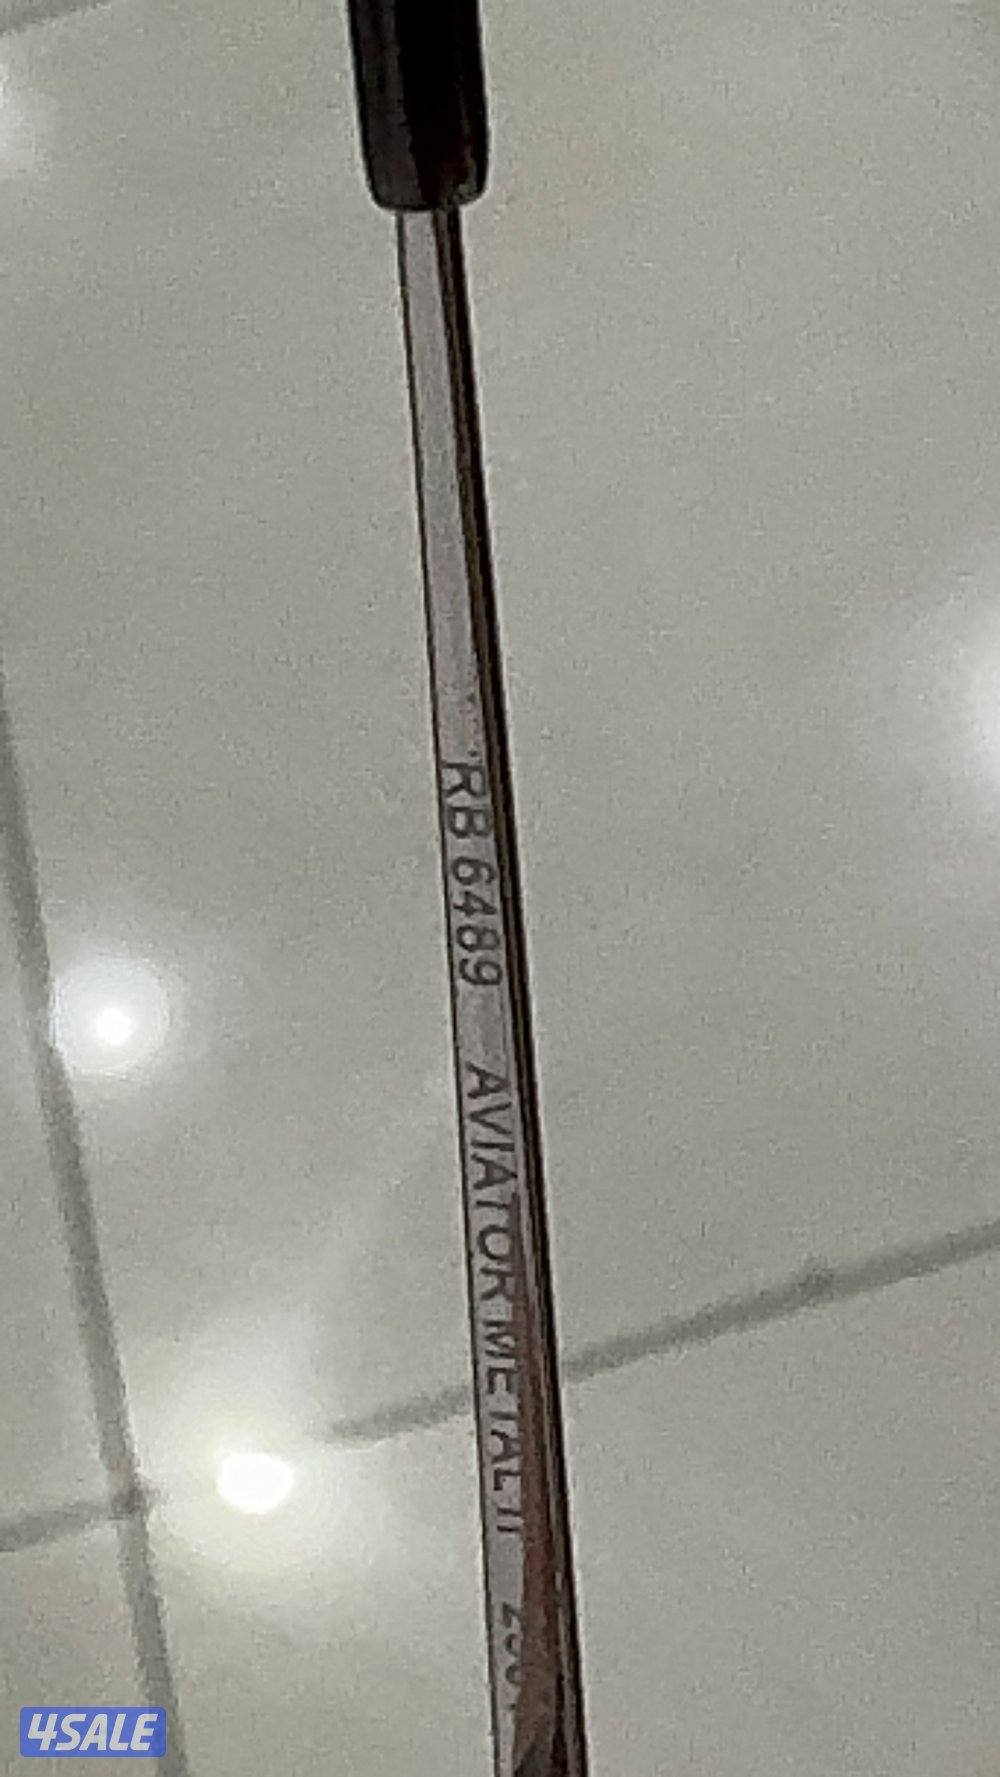 RB 6489 AVIATOR METAL II
4SALE